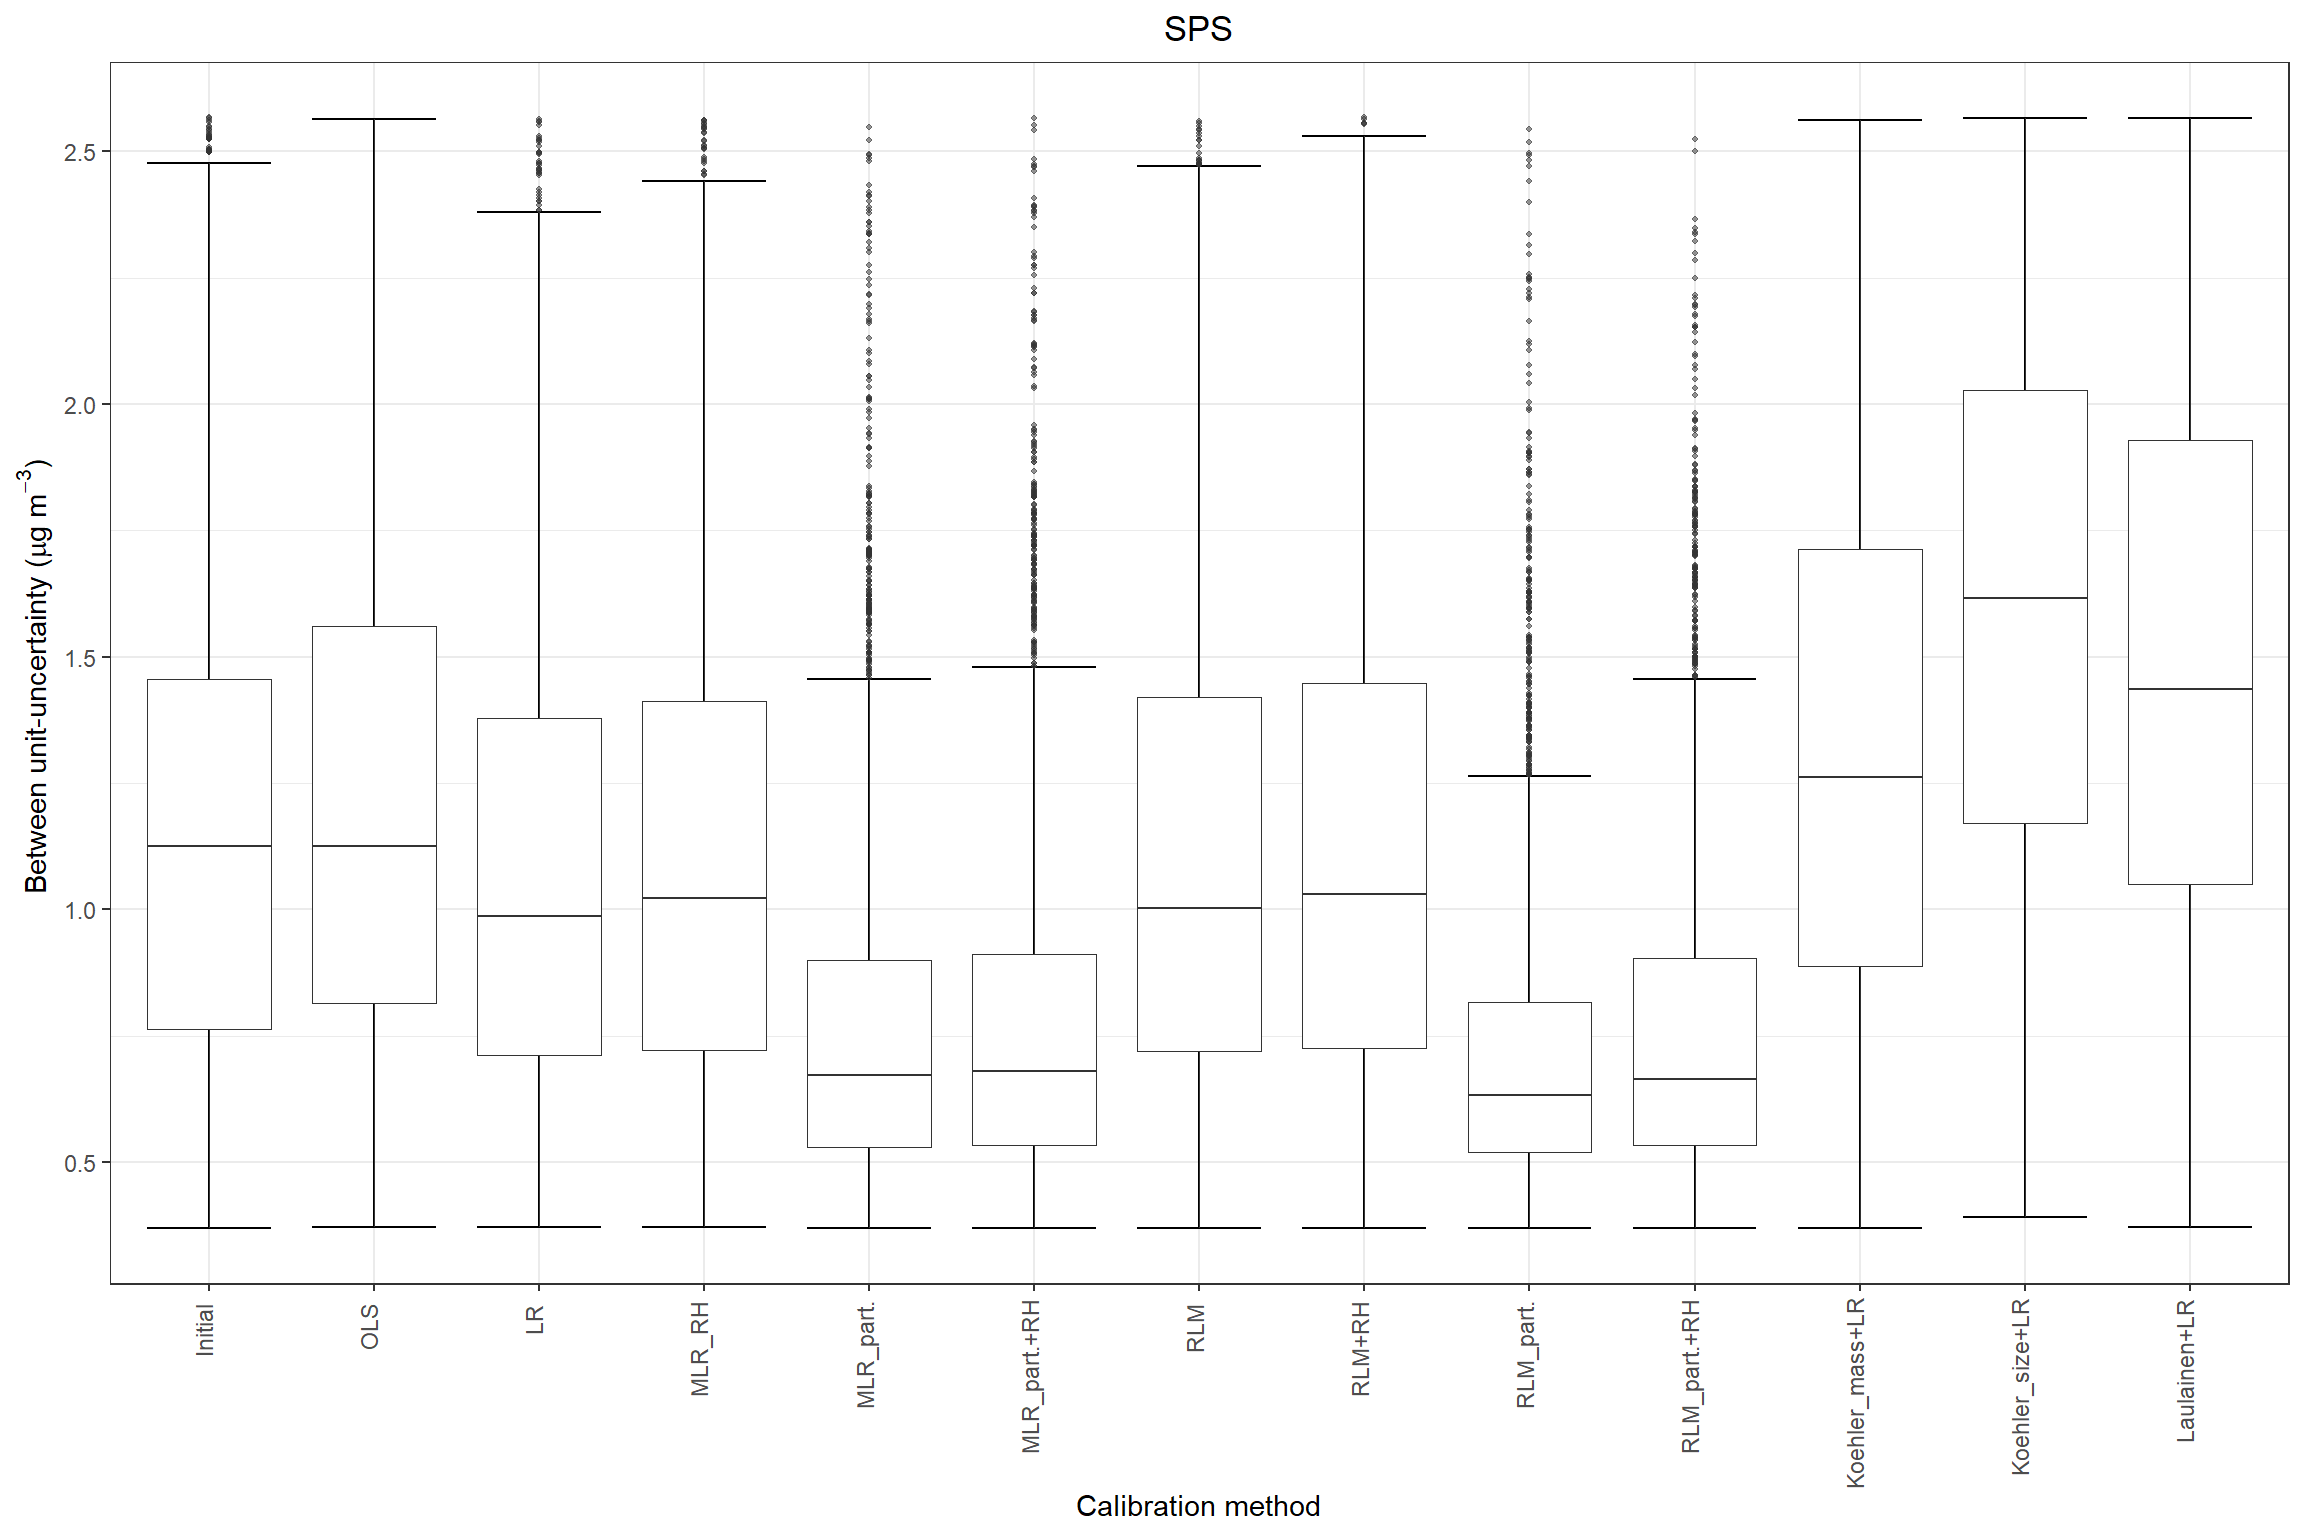 SPS
Between unit-uncertainty (µg m⁻³)
2.5
2.0
1.5
1.0
0.5
Initial
OLS
LR
MLR_RH
MLR_part.
MLR_part.+RH
RLM
RLM+RH
RLM_part.
RLM_part.+RH
Koehler_mass+LR
Koehler_size+LR
Laulainen+LR
Calibration method